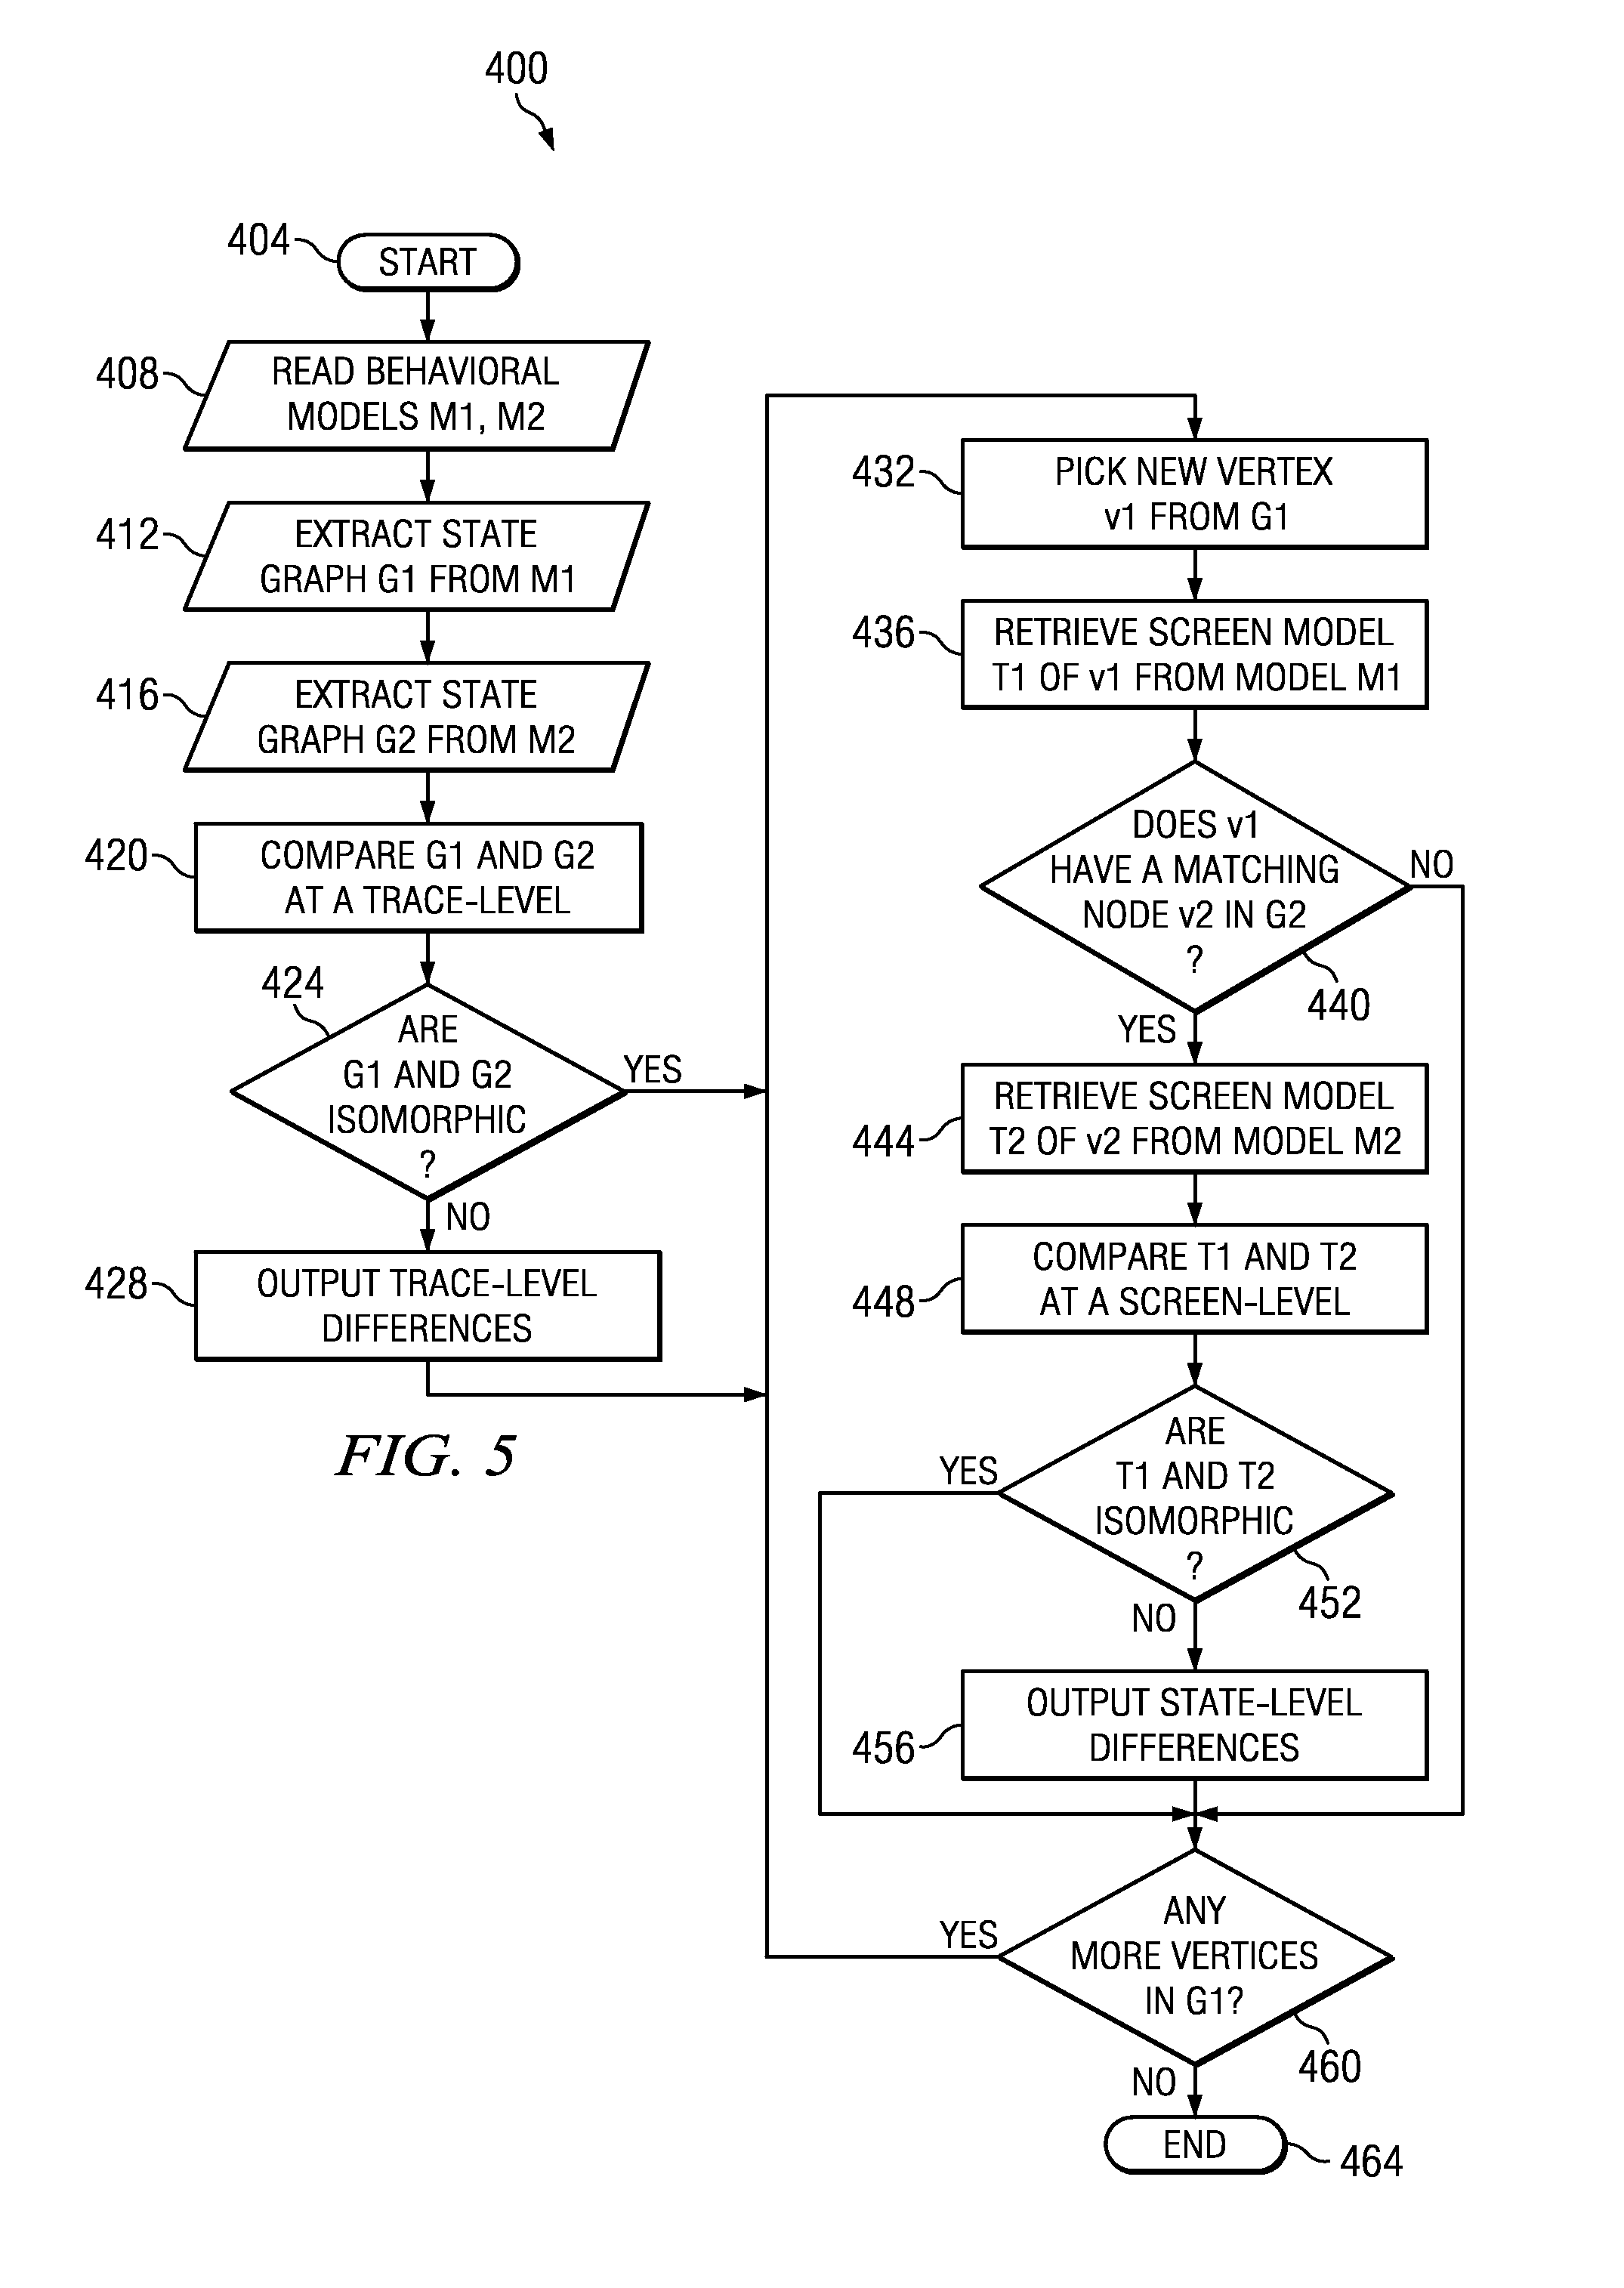 400
404
START
408
READ BEHAVIORAL
MODELS M1, M2
412
EXTRACT STATE
GRAPH G1 FROM M1
416
EXTRACT STATE
GRAPH G2 FROM M2
420
COMPARE G1 AND G2
AT A TRACE-LEVEL
424
ARE
G1 AND G2
ISOMORPHIC
?
YES
NO
428
OUTPUT TRACE-LEVEL
DIFFERENCES
FIG. 5
432
PICK NEW VERTEX
v1 FROM G1
436
RETRIEVE SCREEN MODEL
T1 OF v1 FROM MODEL M1
DOES v1
HAVE A MATCHING
NODE v2 IN G2
?
NO
440
YES
444
RETRIEVE SCREEN MODEL
T2 OF v2 FROM MODEL M2
448
COMPARE T1 AND T2
AT A SCREEN-LEVEL
YES
ARE
T1 AND T2
ISOMORPHIC
?
452
NO
456
OUTPUT STATE-LEVEL
DIFFERENCES
YES
ANY
MORE VERTICES
IN G1?
460
NO
END
464